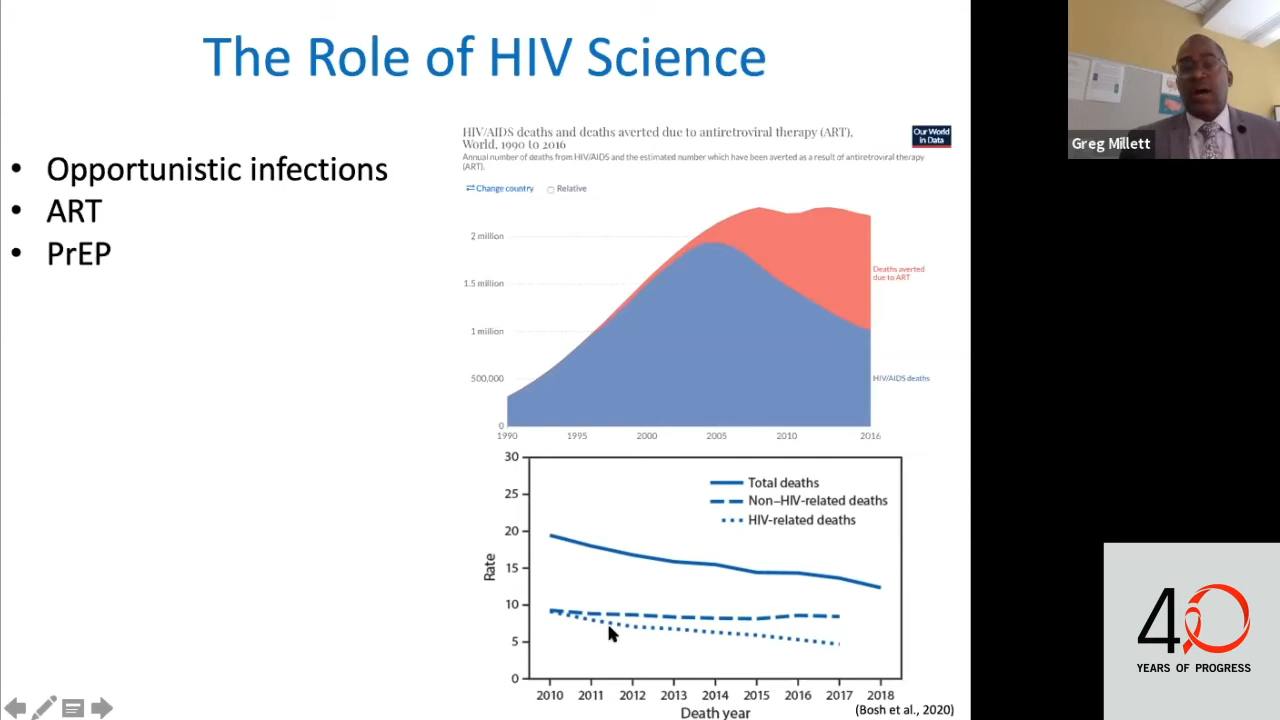 The Role of HIV Science
• Opportunistic infections
• ART
• PrEP
HIV/AIDS deaths and deaths averted due to antiretroviral therapy (ART),
World, 1990 to 2016
Annual number of deaths from HIV/AIDS and the estimated number which have been averted as a result of antiretroviral therapy
(ART).
Our World
in Data
Change country
Relative
2 million
1.5 million
1 million
500,000
0
1990 1995 2000 2005 2010 2016
Deaths averted
due to ART
HIV/AIDS deaths
30
25
20
15
10
5
0
Rate
Total deaths
Non–HIV-related deaths
HIV-related deaths
2010 2011 2012 2013 2014 2015 2016 2017 2018
Death year
(Bosh et al., 2020)
Greg Millett
40
YEARS OF PROGRESS